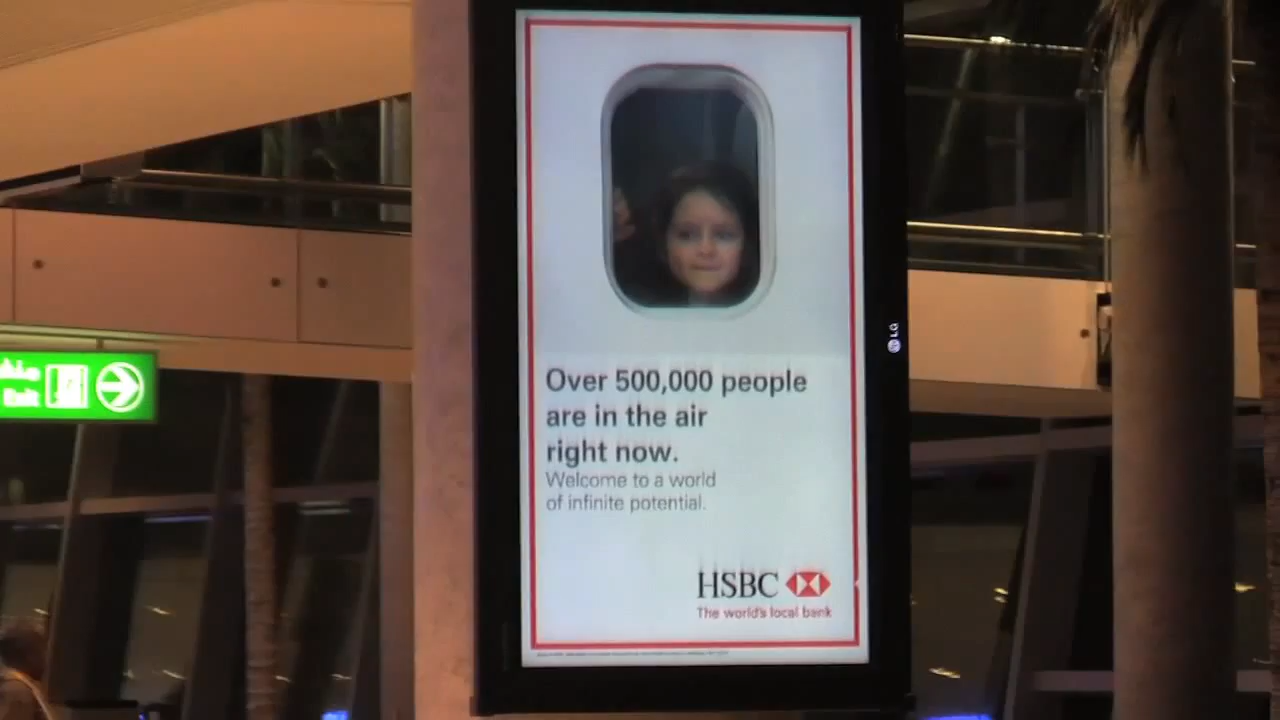 Over 500,000 people
are in the air
right now.
Welcome to a world
of infinite potential.
HSBC
The world's local bank
LG
Exit